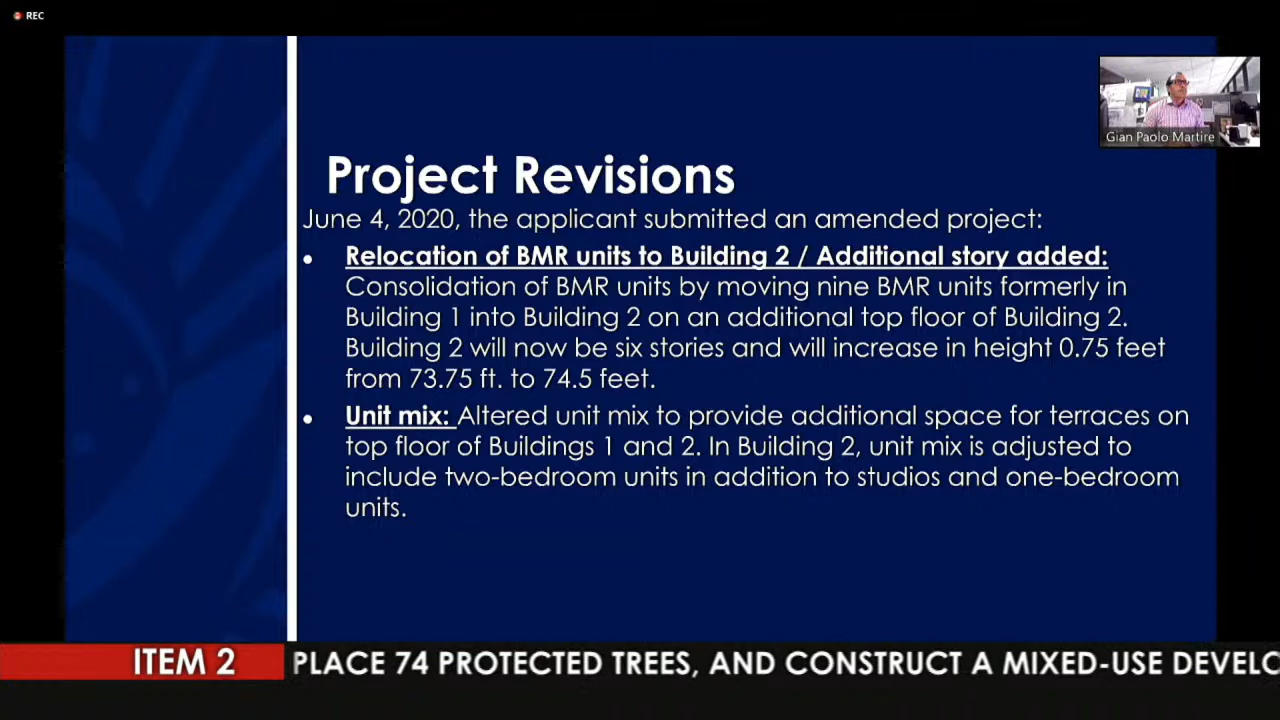 REC
Gian Paolo Martire
Project Revisions
June 4, 2020, the applicant submitted an amended project:
• Relocation of BMR units to Building 2 / Additional story added:
Consolidation of BMR units by moving nine BMR units formerly in
Building 1 into Building 2 on an additional top floor of Building 2.
Building 2 will now be six stories and will increase in height 0.75 feet
from 73.75 ft. to 74.5 feet.
• Unit mix: Altered unit mix to provide additional space for terraces on
top floor of Buildings 1 and 2. In Building 2, unit mix is adjusted to
include two-bedroom units in addition to studios and one-bedroom
units.
ITEM 2
PLACE 74 PROTECTED TREES, AND CONSTRUCT A MIXED-USE DEVELO